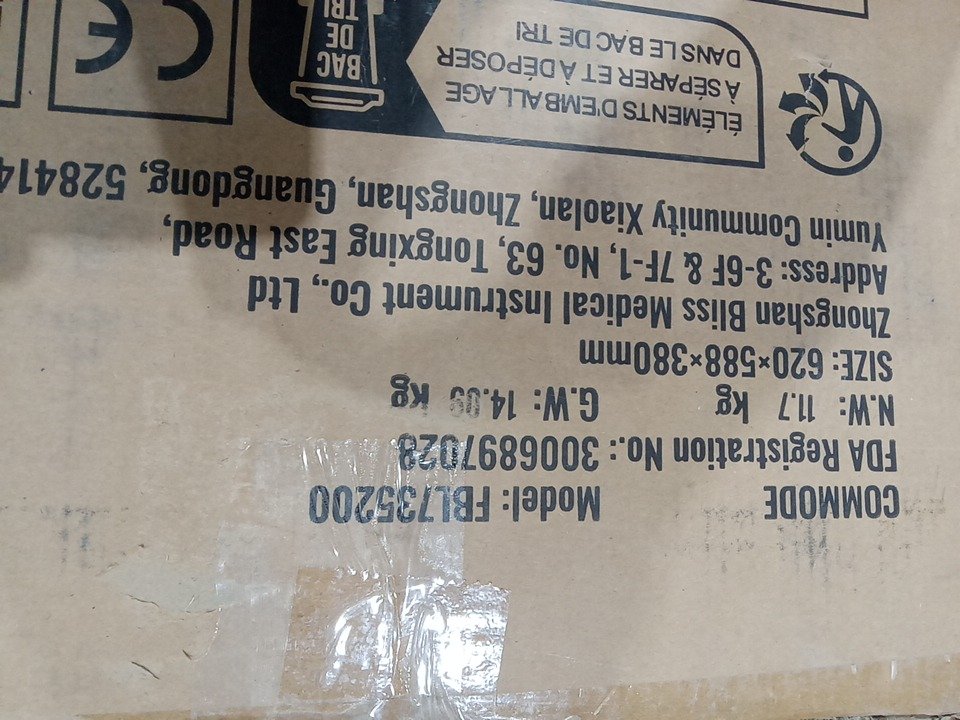 COMMODE Model: FBL735200
FDA Registration No.: 3006897028
N.W: 11.7 kg G.W: 14.09 kg
SIZE: 620×588×380mm
Zhongshan Bliss Medical Instrument Co., Ltd
Address: 3-6F & 7F-1, No. 63, Tongxing East Road,
Yumin Community Xiaolan, Zhongshan, Guangdong, 528414
ÉLÉMENTS D'EMBALLAGE
À SÉPARER ET À DÉPOSER
DANS LE BAC DE TRI
BAC
DE
TRI
CE